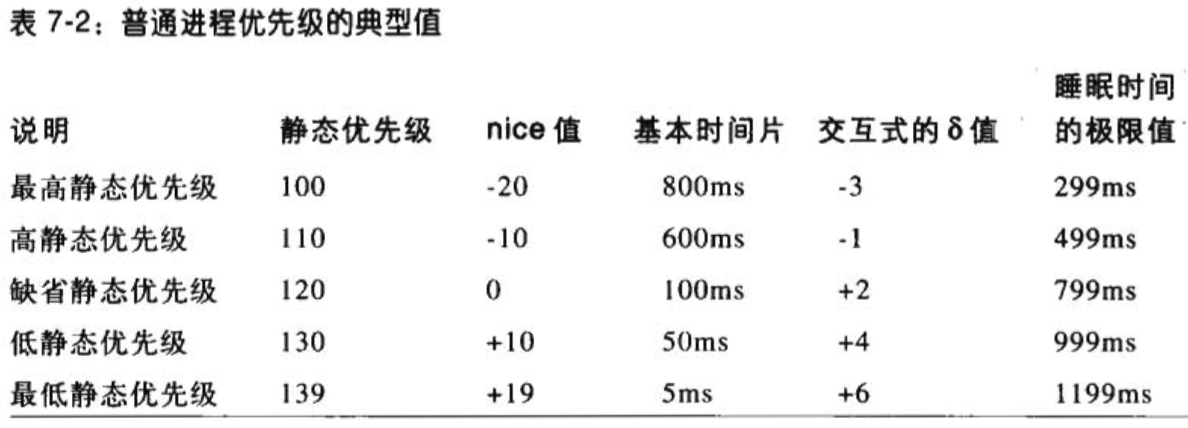 表 7-2：普通进程优先级的典型值
睡眠时间
说明 静态优先级 nice 值 基本时间片 交互式的 δ 值 的极限值
最高静态优先级 100 -20 800ms -3 299ms
高静态优先级 110 -10 600ms -1 499ms
缺省静态优先级 120 0 100ms +2 799ms
低静态优先级 130 +10 50ms +4 999ms
最低静态优先级 139 +19 5ms +6 1199ms